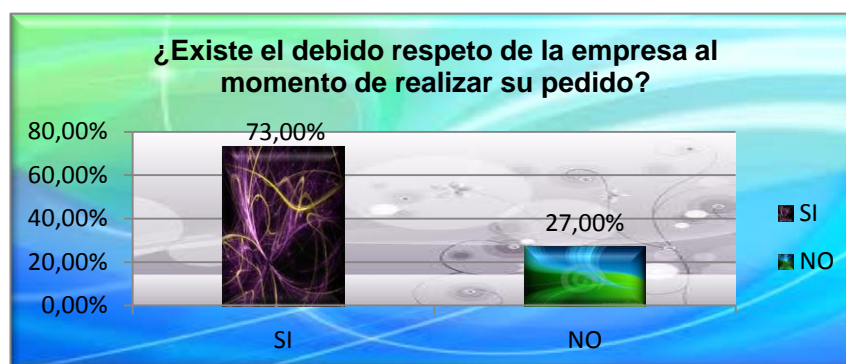 ¿Existe el debido respeto de la empresa al
momento de realizar su pedido?
80,00%
73,00%
60,00%
40,00%
27,00%
20,00%
0,00%
SI
NO
SI
NO